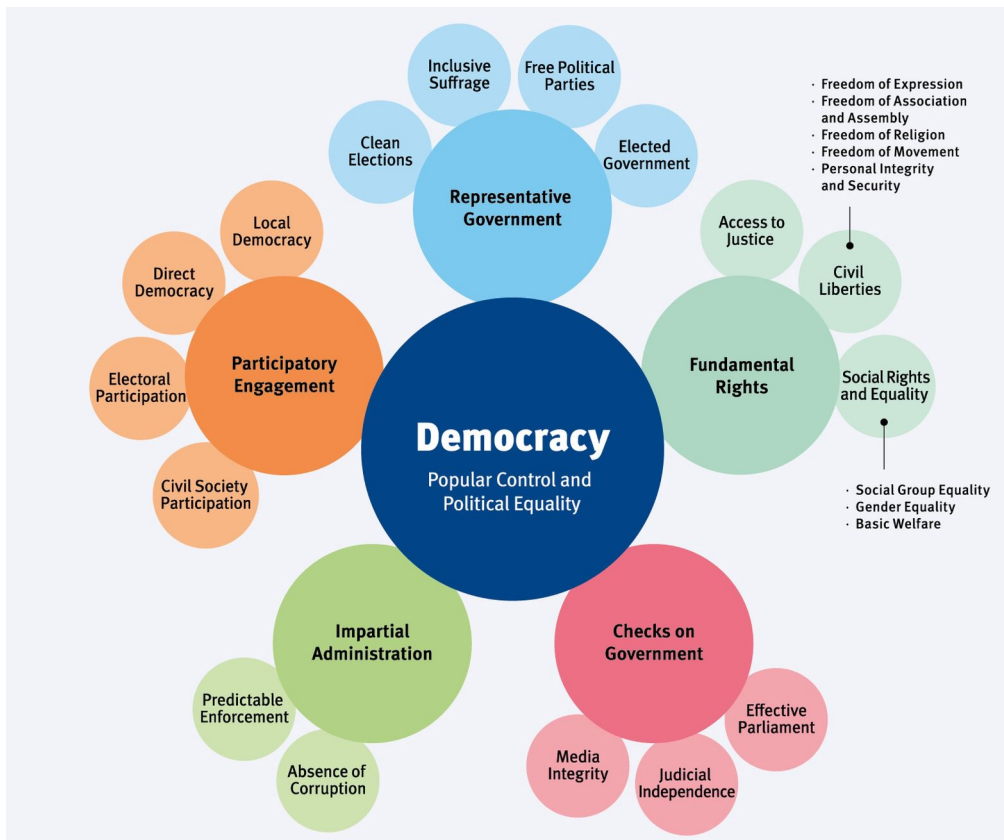 Democracy
Popular Control and
Political Equality
Representative
Government
Clean
Elections
Inclusive
Suffrage
Free Political
Parties
Elected
Government
Fundamental
Rights
Access to
Justice
Civil
Liberties
· Freedom of Expression
· Freedom of Association
and Assembly
· Freedom of Religion
· Freedom of Movement
· Personal Integrity
and Security
Social Rights
and Equality
· Social Group Equality
· Gender Equality
· Basic Welfare
Checks on
Government
Effective
Parliament
Judicial
Independence
Media
Integrity
Impartial
Administration
Absence of
Corruption
Predictable
Enforcement
Participatory
Engagement
Civil Society
Participation
Electoral
Participation
Direct
Democracy
Local
Democracy